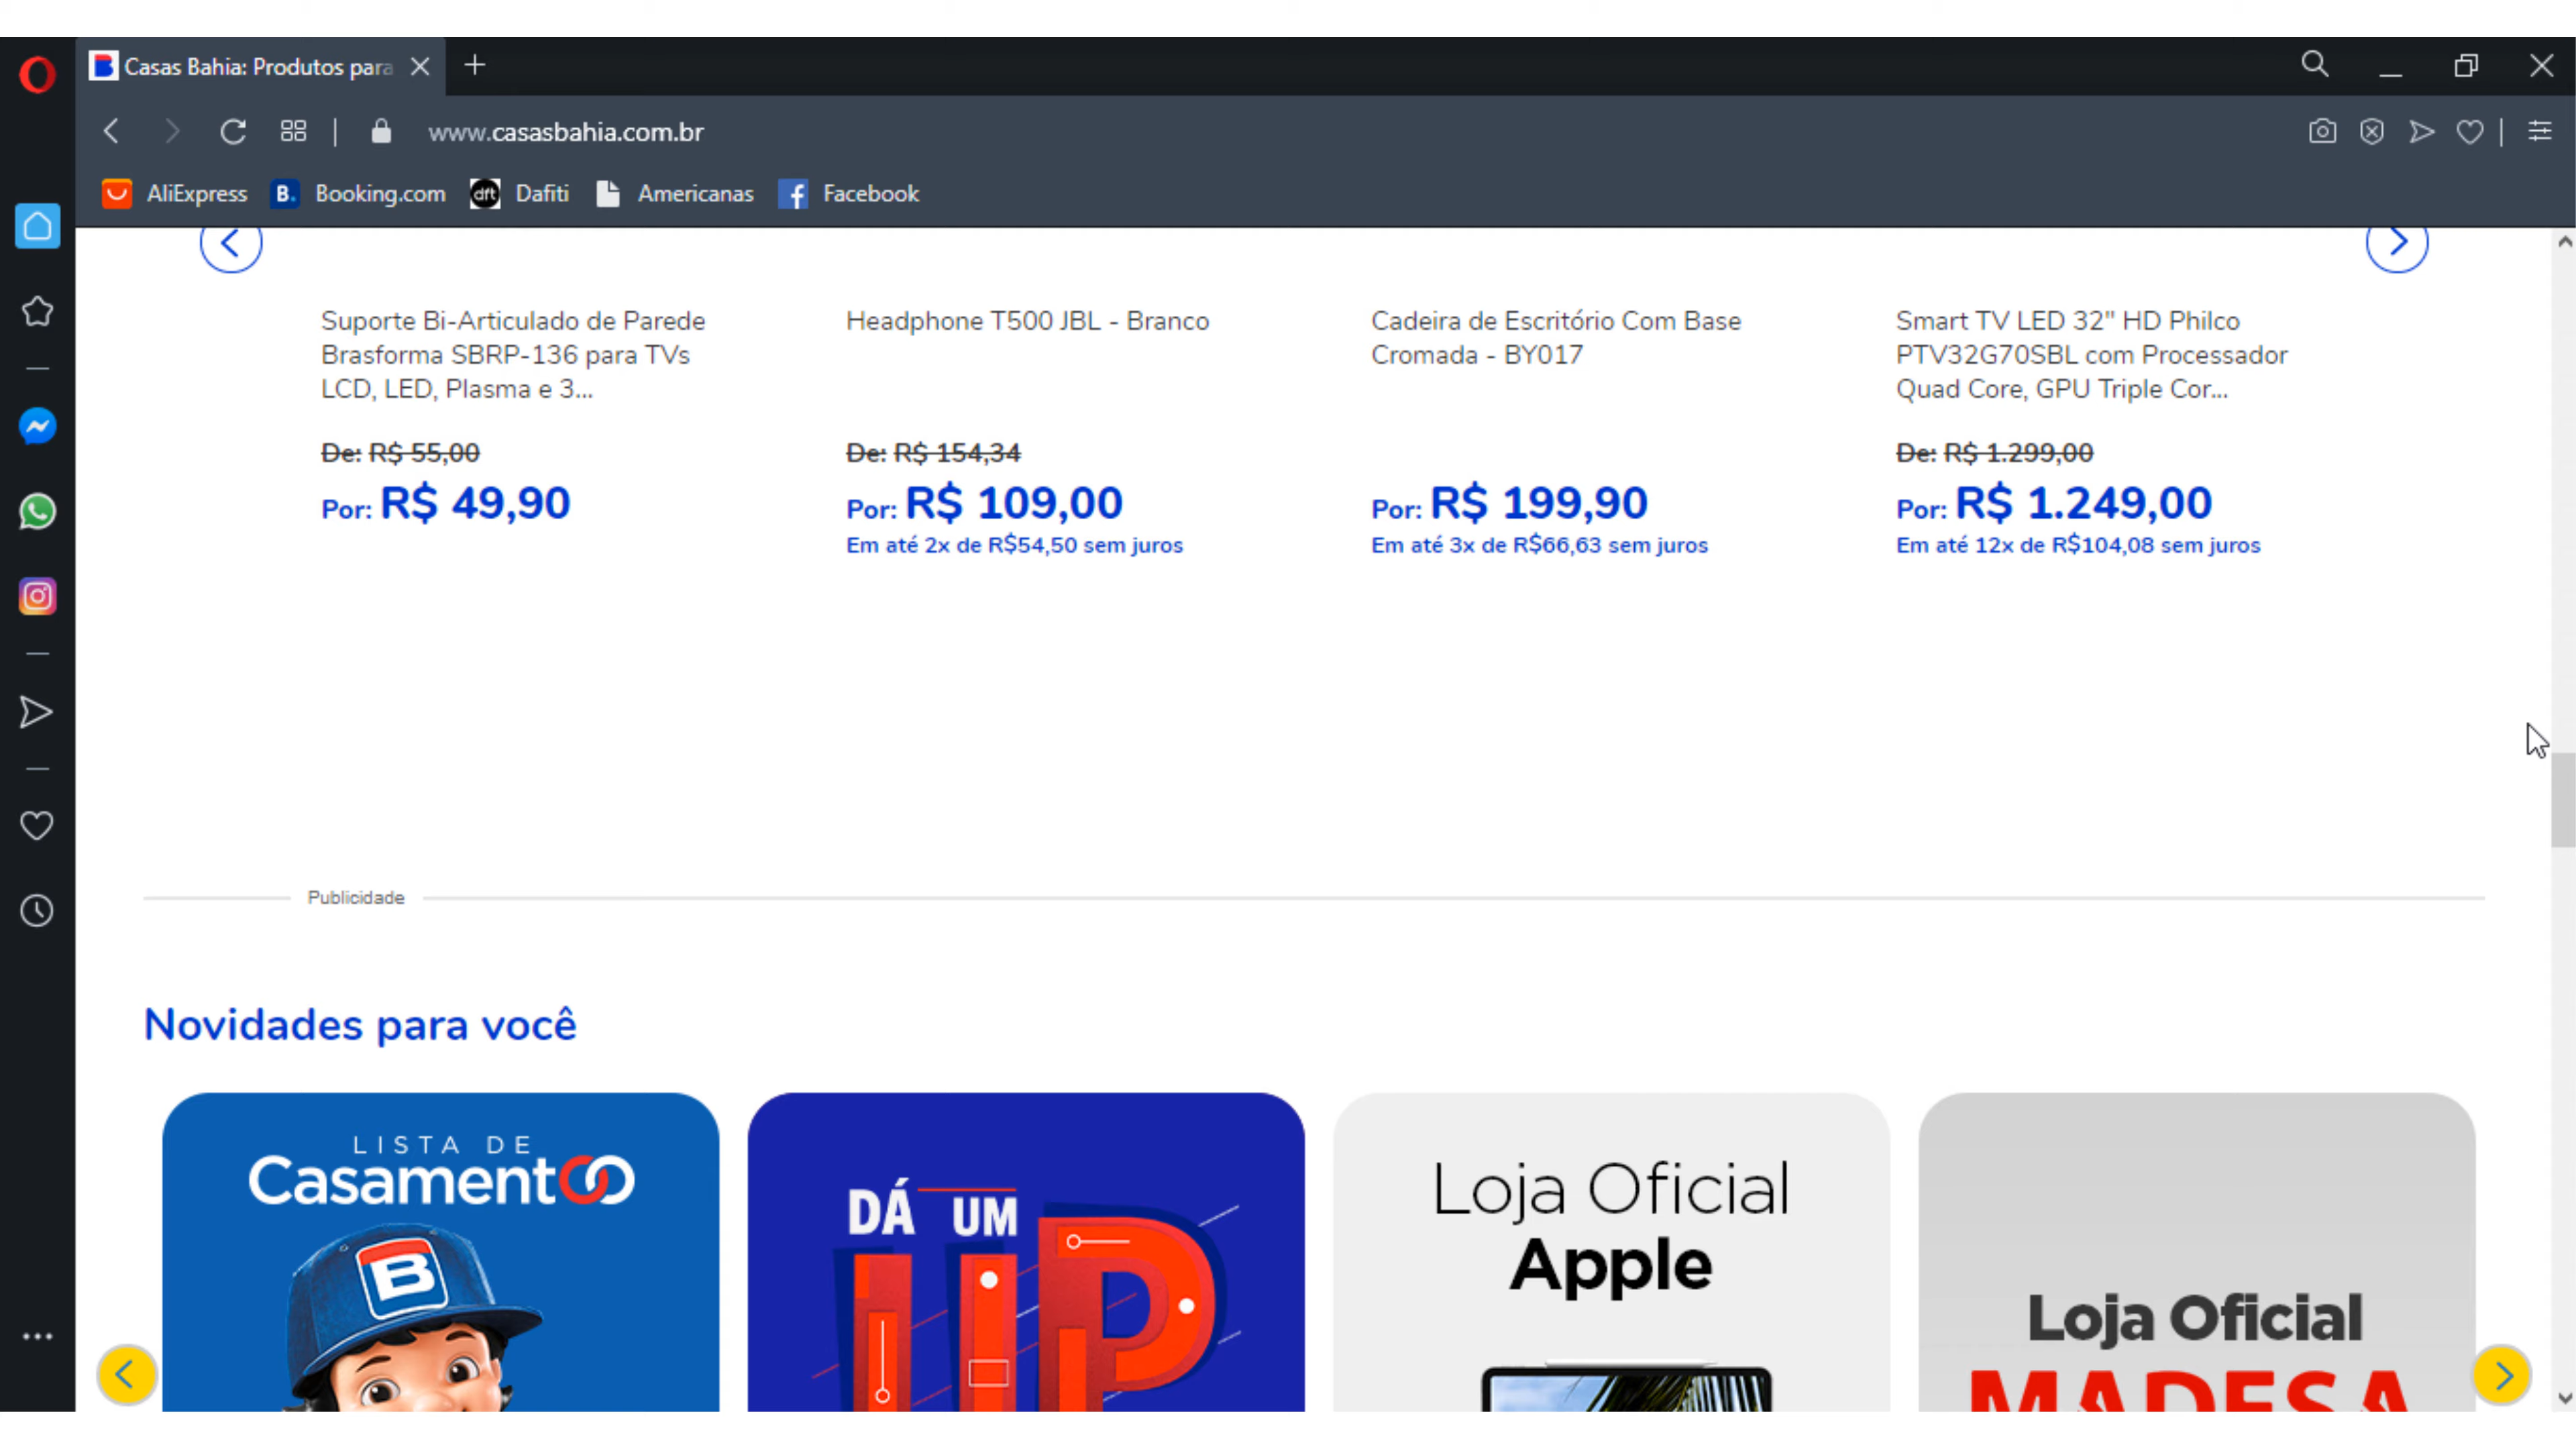 Casas Bahia: Produtos para
www.casasbahia.com.br
AliExpress
B. Booking.com
dft Dafiti
Americanas
Facebook
Suporte Bi-Articulado de Parede
Brasforma SBRP-136 para TVs
LCD, LED, Plasma e 3...
De: R$ 55,00
Por: R$ 49,90
Headphone T500 JBL - Branco
De: R$ 154,34
Por: R$ 109,00
Em até 2x de R$54,50 sem juros
Cadeira de Escritório Com Base
Cromada - BY017
Por: R$ 199,90
Em até 3x de R$66,63 sem juros
Smart TV LED 32" HD Philco
PTV32G70SBL com Processador
Quad Core, GPU Triple Cor...
De: R$ 1.299,00
Por: R$ 1.249,00
Em até 12x de R$104,08 sem juros
Publicidade
Novidades para você
LISTA DE
Casamento
B
DÁ UM
UP
Loja Oficial
Apple
Loja Oficial
MADESA